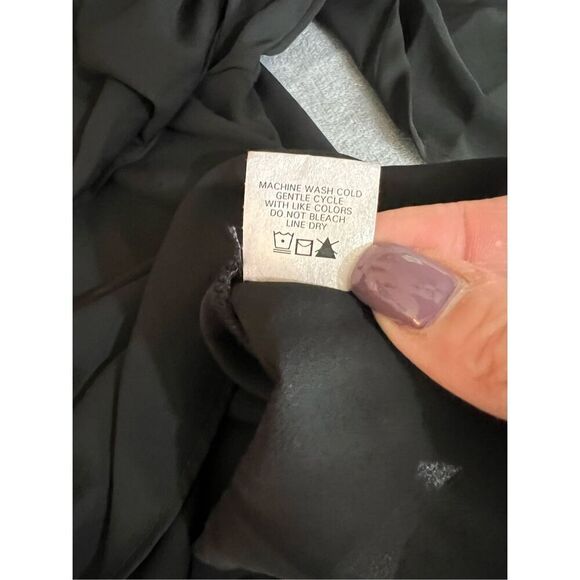 MACHINE WASH COLD
GENTLE CYCLE
WITH LIKE COLORS
DO NOT BLEACH
LINE DRY